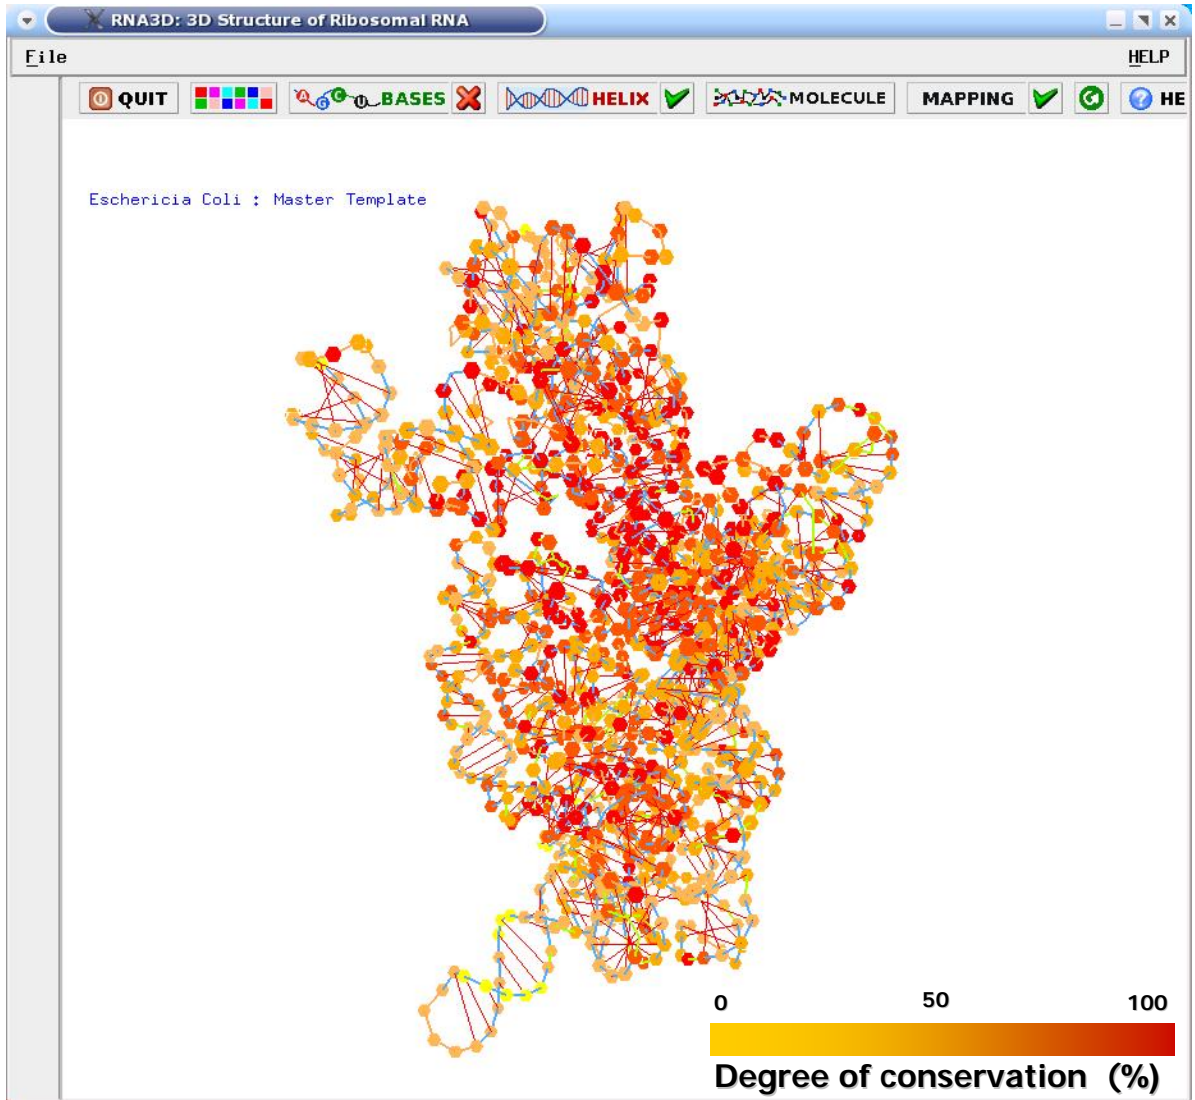 RNA3D: 3D Structure of Ribosomal RNA
File HELP
QUIT A G C U BASES HELIX MOLECULE MAPPING ? HE
Eschericia Coli : Master Template
0 50 100
Degree of conservation (%)